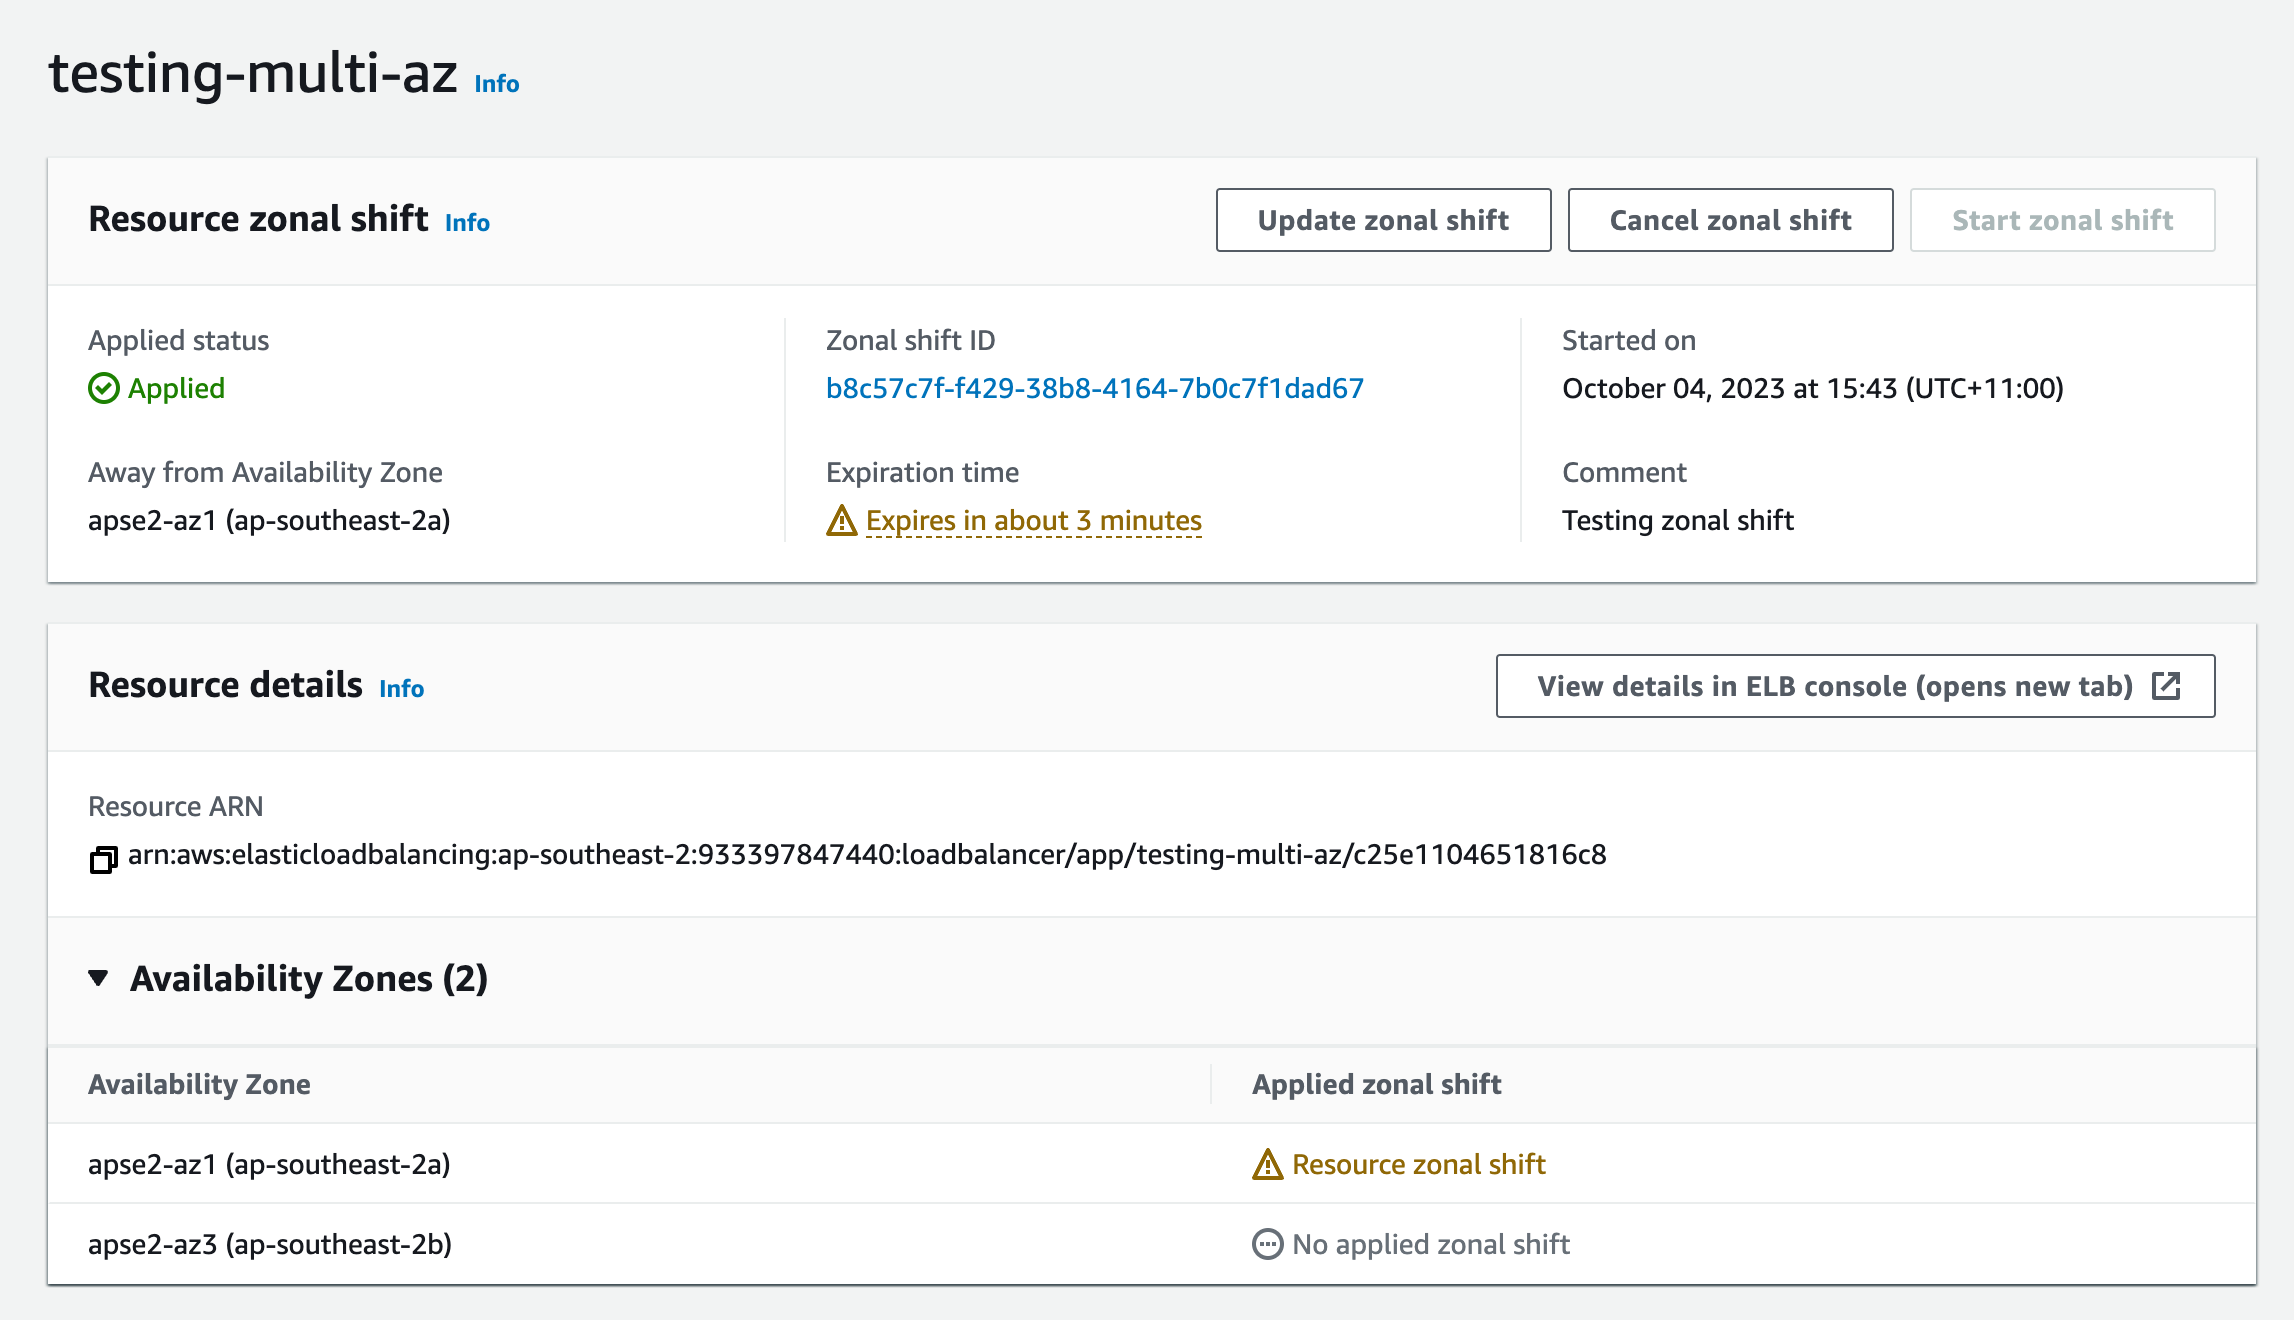 testing-multi-az Info
Resource zonal shift Info
Update zonal shift
Cancel zonal shift
Start zonal shift
Applied status
Applied
Away from Availability Zone
apse2-az1 (ap-southeast-2a)
Zonal shift ID
b8c57c7f-f429-38b8-4164-7b0c7f1dad67
Expiration time
Expires in about 3 minutes
Started on
October 04, 2023 at 15:43 (UTC+11:00)
Comment
Testing zonal shift
Resource details Info
View details in ELB console (opens new tab)
Resource ARN
arn:aws:elasticloadbalancing:ap-southeast-2:933397847440:loadbalancer/app/testing-multi-az/c25e1104651816c8
Availability Zones (2)
Availability Zone
Applied zonal shift
apse2-az1 (ap-southeast-2a)
Resource zonal shift
apse2-az3 (ap-southeast-2b)
No applied zonal shift